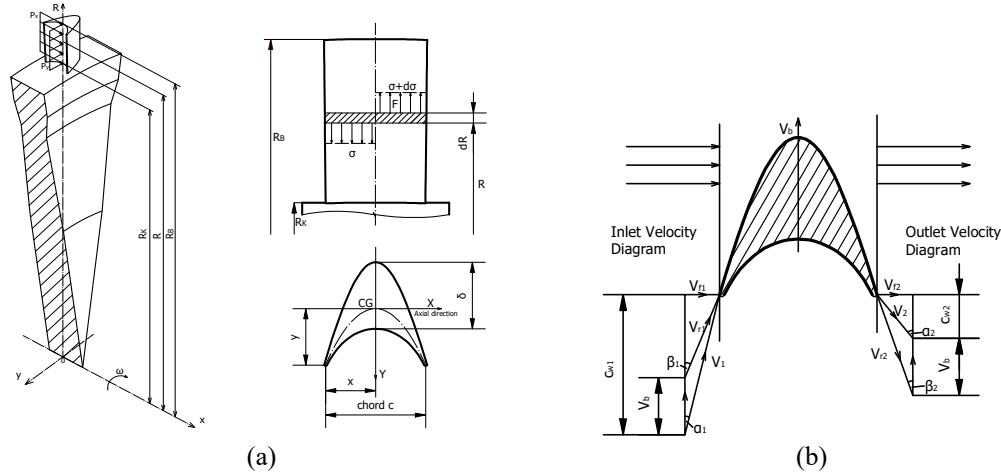 R
Px
Py
RK
R
RB
0
y
ω
x
σ+dσ
F
σ
dR
RB
R
RK
CG
X
Axial direction
δ
y
x
Y
chord c
(a)
Vb
Inlet Velocity
Diagram
Outlet Velocity
Diagram
Vf1
Vf2
Vr1
V1
V2
Vr2
α2
β1
β2
α1
cw1
Vb
cw2
Vb
(b)